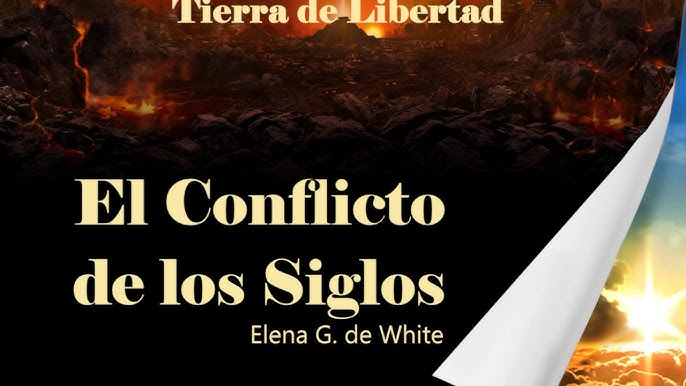 Tierra de Libertad
El Conflicto
de los Siglos
Elena G. de White